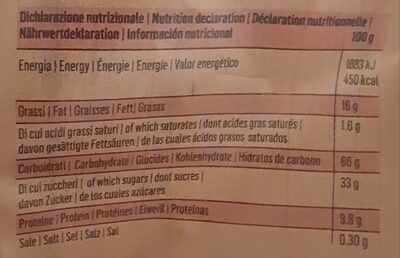 Dichiarazione nutrizionale | Nutrition declaration | Déclaration nutritionnelle |
Nährwertdeklaration | Información nutricional 100 g
Energia | Energy | Énergie | Energie | Valor energético 1883 kJ
450 kcal
Grassi | Fat | Graisses | Fett | Grasas 16 g
Di cui acidi grassi saturi | of which saturates | dont acides gras saturés | 1.6 g
davon gesättigte Fettsäuren | de las cuales ácidos grasos saturados
Carboidrati | Carbohydrate | Glucides | Kohlenhydrate | Hidratos de carbono 66 g
Di cui zuccheri | of which sugars | dont sucres | 33 g
davon Zucker | de los cuales azúcares
Proteine | Protein | Protéines | Eiweiß | Proteínas 9.8 g
Sale | Salt | Sel | Salz | Sal 0.30 g